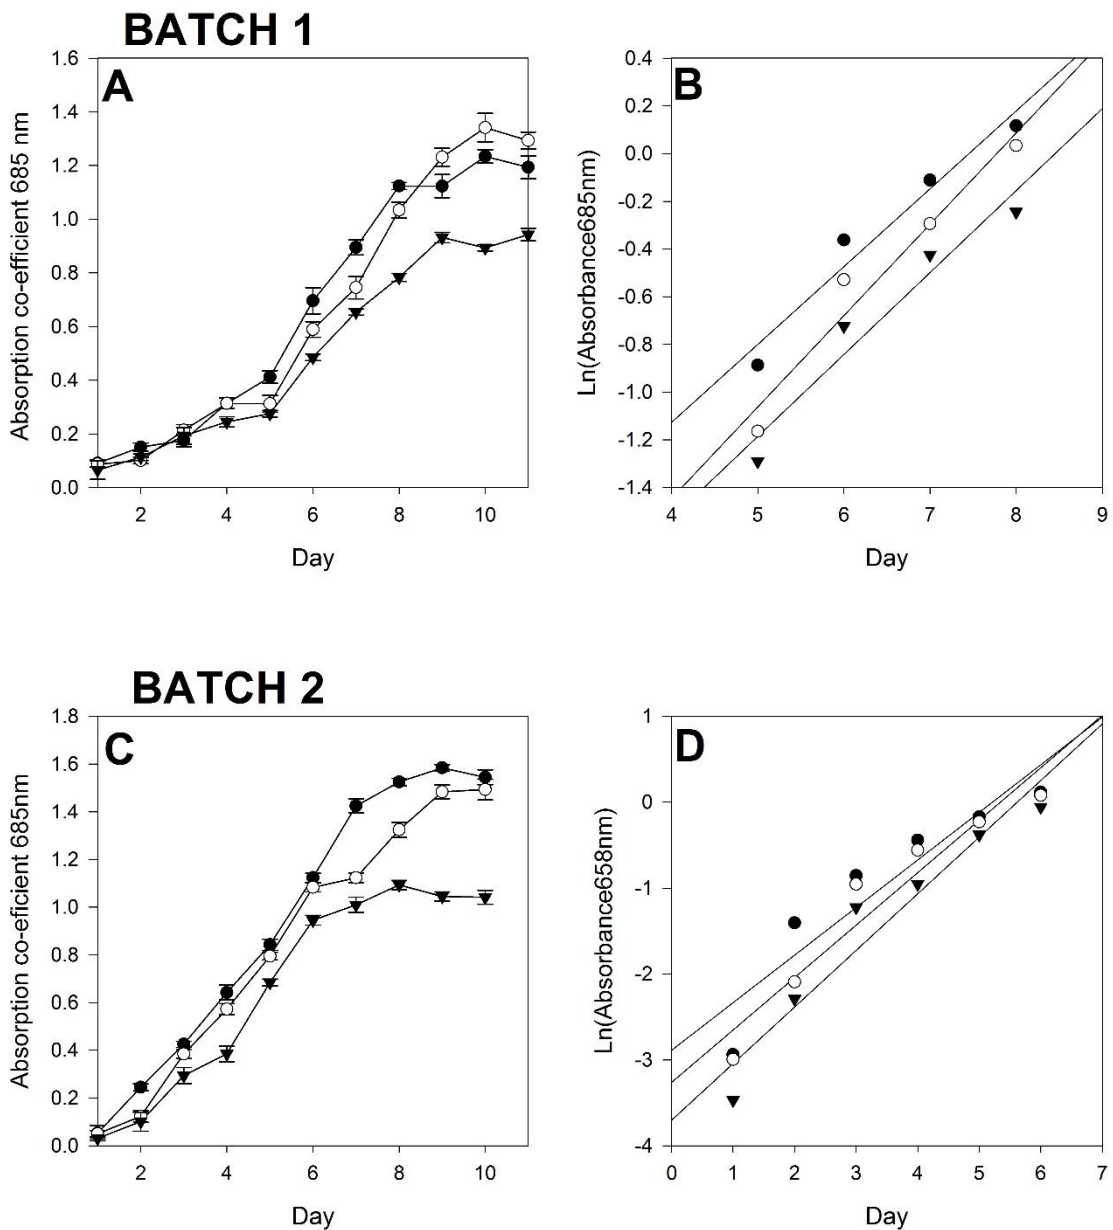 BATCH 1
A
Absorption co-efficient 685 nm
1.6
1.4
1.2
1.0
0.8
0.6
0.4
0.2
0.0
2 4 6 8 10
Day
B
Ln(Absorbance685nm)
0.4
0.2
0.0
-0.2
-0.4
-0.6
-0.8
-1.0
-1.2
-1.4
4 5 6 7 8 9
Day
BATCH 2
C
Absorption co-eficient 685nm
1.8
1.6
1.4
1.2
1.0
0.8
0.6
0.4
0.2
0.0
2 4 6 8 10
Day
D
Ln(Absorbance658nm)
1
0
-1
-2
-3
-4
0 1 2 3 4 5 6 7
Day